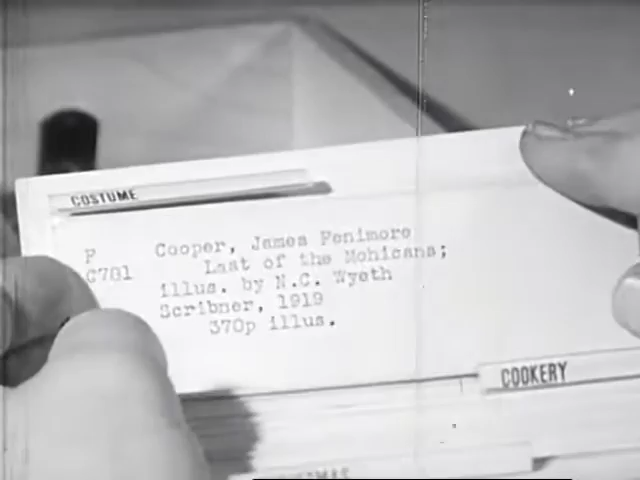 COSTUME
F Cooper, James Fenimore
C781 Last of the Mohicans;
illus. by N.C. Wyeth
Scribner, 1919
370p illus.
COOKERY